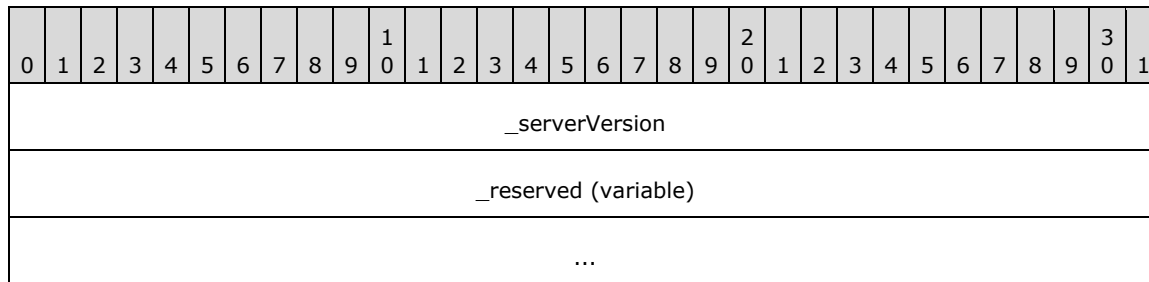 1 2 3
0 1 2 3 4 5 6 7 8 9 0 1 2 3 4 5 6 7 8 9 0 1 2 3 4 5 6 7 8 9 0 1
_serverVersion
_reserved (variable)
...